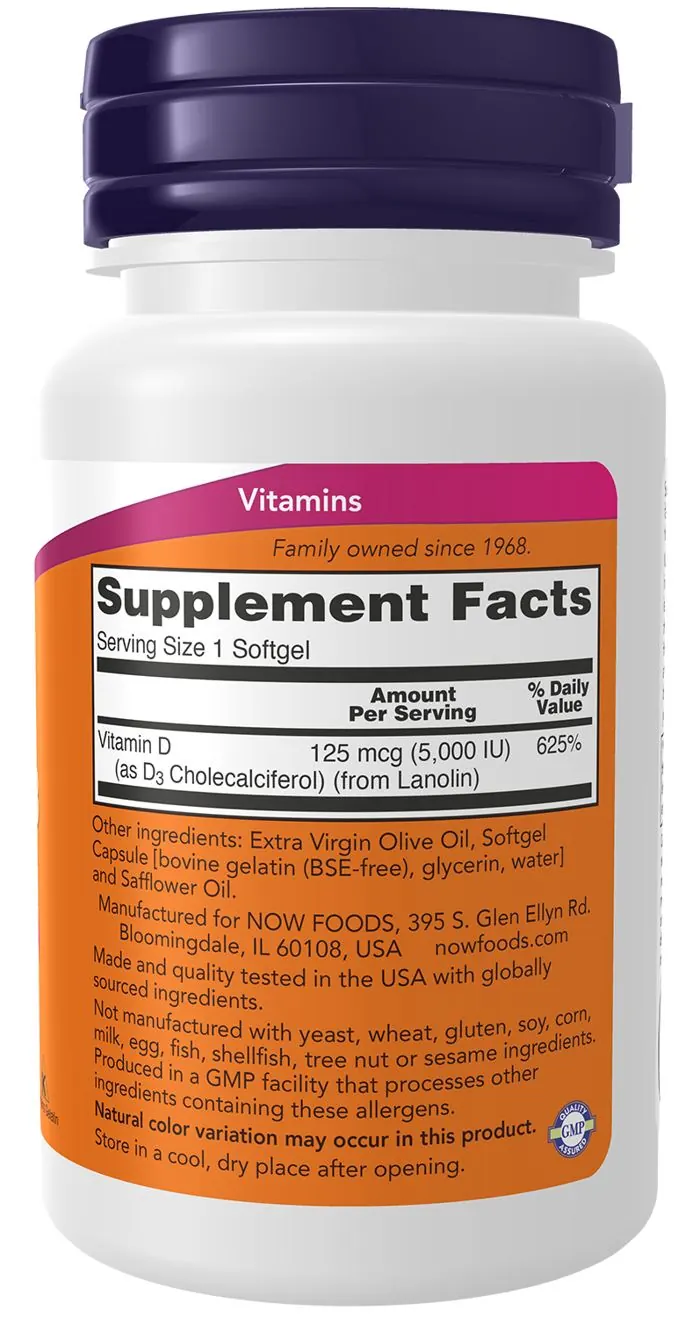 Vitamins
Family owned since 1968.
Supplement Facts
Serving Size 1 Softgel
Amount
Per Serving
% Daily
Value
Vitamin D 125 mcg (5,000 IU) 625%
(as D₃ Cholecalciferol) (from Lanolin)
Other ingredients: Extra Virgin Olive Oil, Softgel
Capsule [bovine gelatin (BSE-free), glycerin, water]
and Safflower Oil.
Manufactured for NOW FOODS, 395 S. Glen Ellyn Rd.
Bloomingdale, IL 60108, USA nowfoods.com
Made and quality tested in the USA with globally
sourced ingredients.
Not manufactured with yeast, wheat, gluten, soy, corn,
milk, egg, fish, shellfish, tree nut or sesame ingredients.
Produced in a GMP facility that processes other
ingredients containing these allergens.
Natural color variation may occur in this product.
Store in a cool, dry place after opening.
QUALITY
GMP
ASSURED
K